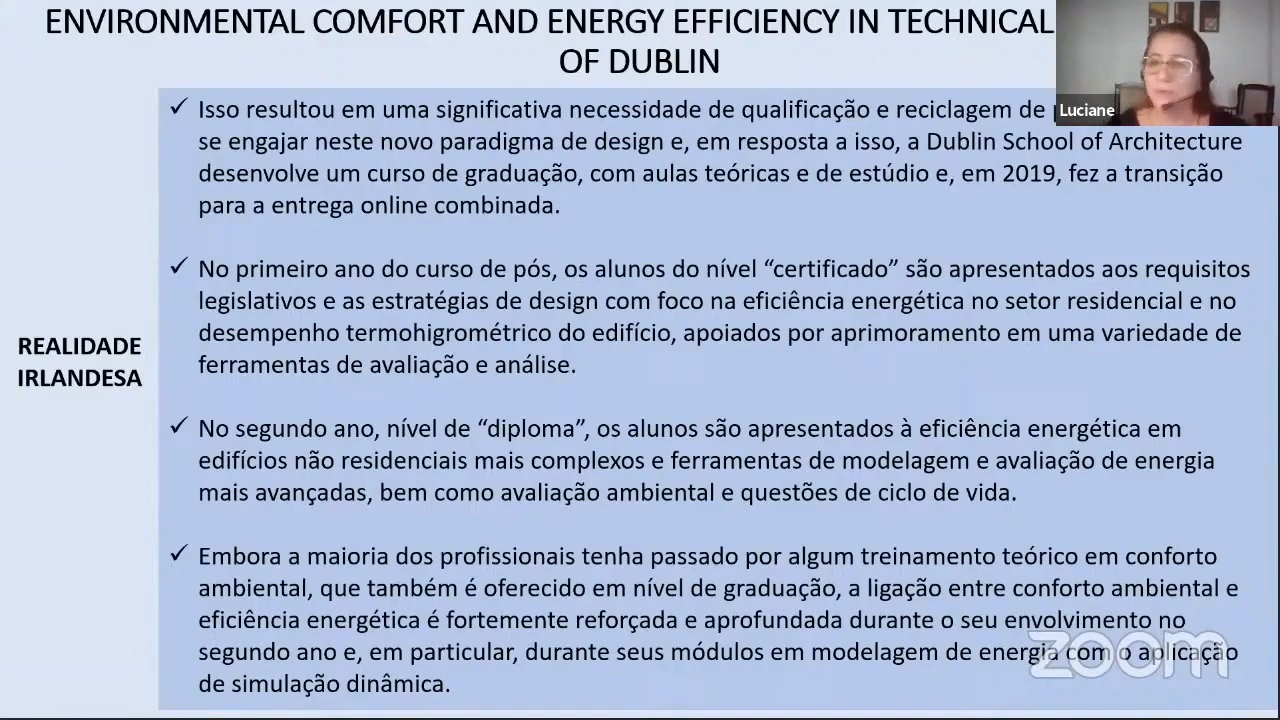 ENVIRONMENTAL COMFORT AND ENERGY EFFICIENCY IN TECHNICAL
OF DUBLIN
Luciane
✓ Isso resultou em uma significativa necessidade de qualificação e reciclagem de
se engajar neste novo paradigma de design e, em resposta a isso, a Dublin School of Architecture
desenvolve um curso de graduação, com aulas teóricas e de estúdio e, em 2019, fez a transição
para a entrega online combinada.
✓ No primeiro ano do curso de pós, os alunos do nível “certificado” são apresentados aos requisitos
legislativos e as estratégias de design com foco na eficiência energética no setor residencial e no
desempenho termohigrométrico do edifício, apoiados por aprimoramento em uma variedade de
ferramentas de avaliação e análise.
REALIDADE
IRLANDESA
✓ No segundo ano, nível de “diploma”, os alunos são apresentados à eficiência energética em
edifícios não residenciais mais complexos e ferramentas de modelagem e avaliação de energia
mais avançadas, bem como avaliação ambiental e questões de ciclo de vida.
✓ Embora a maioria dos profissionais tenha passado por algum treinamento teórico em conforto
ambiental, que também é oferecido em nível de graduação, a ligação entre conforto ambiental e
eficiência energética é fortemente reforçada e aprofundada durante o seu envolvimento no
segundo ano e, em particular, durante seus módulos em modelagem de energia com o aplicação
de simulação dinâmica.
zoom